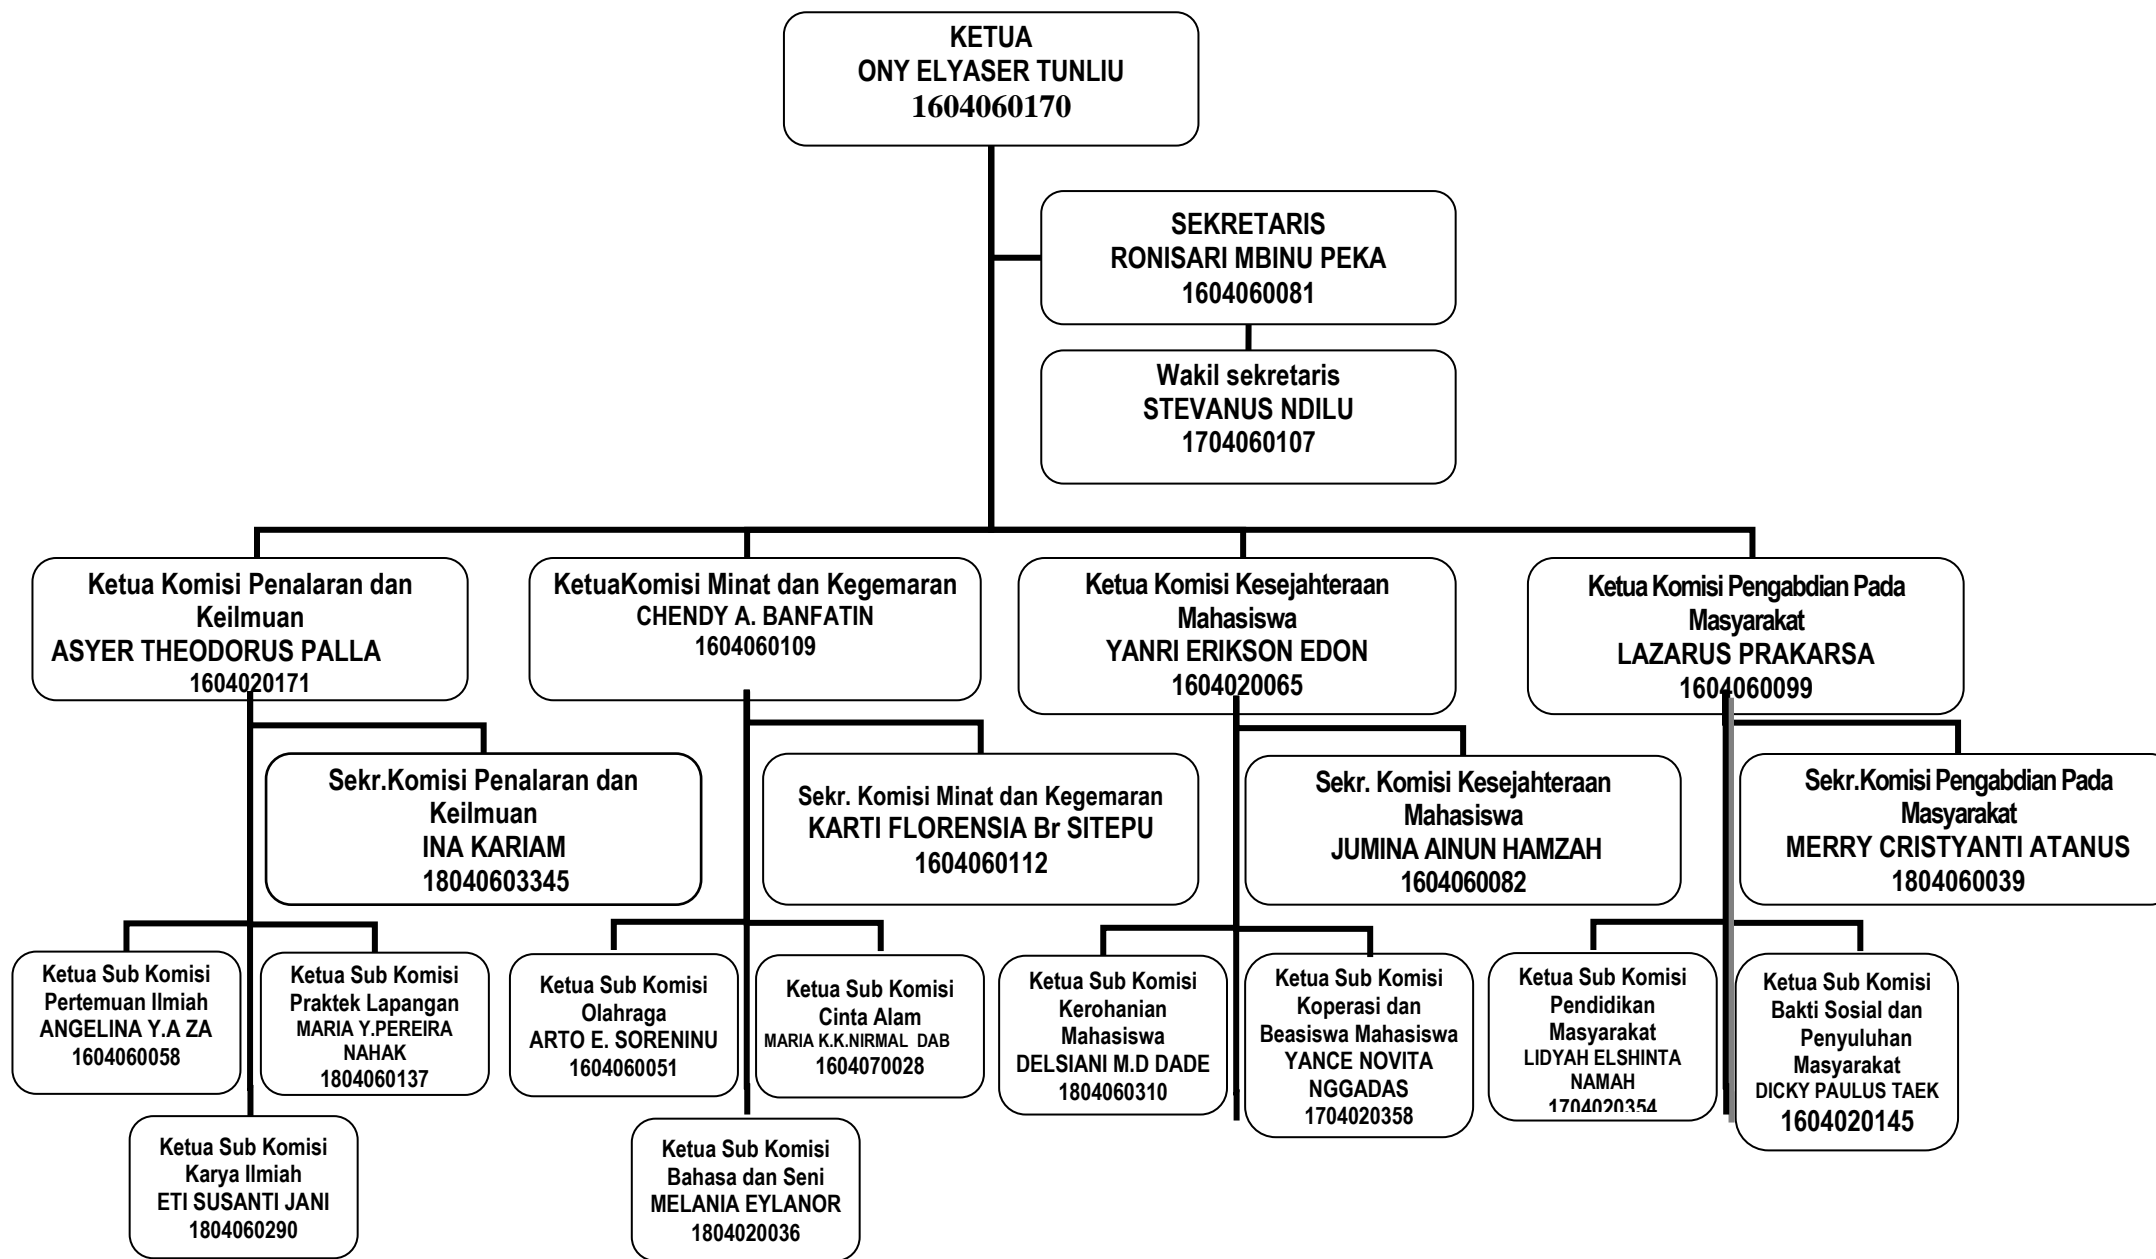 KETUA
ONY ELYASER TUNLIU
1604060170
SEKRETARIS
RONISARI MBINU PEKA
1604060081
Wakil sekretaris
STEVANUS NDILU
1704060107
Ketua Komisi Penalaran dan
Keilmuan
ASYER THEODORUS PALLA
1604020171
KetuaKomisi Minat dan Kegemaran
CHENDY A. BANFATIN
1604060109
Ketua Komisi Kesejahteraan
Mahasiswa
YANRI ERIKSON EDON
1604020065
Ketua Komisi Pengabdian Pada
Masyarakat
LAZARUS PRAKARSA
1604060099
Sekr.Komisi Penalaran dan
Keilmuan
INA KARIAM
18040603345
Sekr. Komisi Minat dan Kegemaran
KARTI FLORENSIA Br SITEPU
1604060112
Sekr. Komisi Kesejahteraan
Mahasiswa
JUMINA AINUN HAMZAH
1604060082
Sekr.Komisi Pengabdian Pada
Masyarakat
MERRY CRISTYANTI ATANUS
1804060039
Ketua Sub Komisi
Pertemuan Ilmiah
ANGELINA Y.A ZA
1604060058
Ketua Sub Komisi
Praktek Lapangan
MARIA Y.PEREIRA
NAHAK
1804060137
Ketua Sub Komisi
Olahraga
ARTO E. SORENINU
1604060051
Ketua Sub Komisi
Cinta Alam
MARIA K.K.NIRMAL DAB
1604070028
Ketua Sub Komisi
Kerohanian
Mahasiswa
DELSIANI M.D DADE
1804060310
Ketua Sub Komisi
Koperasi dan
Beasiswa Mahasiswa
YANCE NOVITA
NGGADAS
1704020358
Ketua Sub Komisi
Pendidikan
Masyarakat
LIDYAH ELSHINTA
NAMAH
1704020354
Ketua Sub Komisi
Bakti Sosial dan
Penyuluhan
Masyarakat
DICKY PAULUS TAEK
1604020145
Ketua Sub Komisi
Karya Ilmiah
ETI SUSANTI JANI
1804060290
Ketua Sub Komisi
Bahasa dan Seni
MELANIA EYLANOR
1804020036